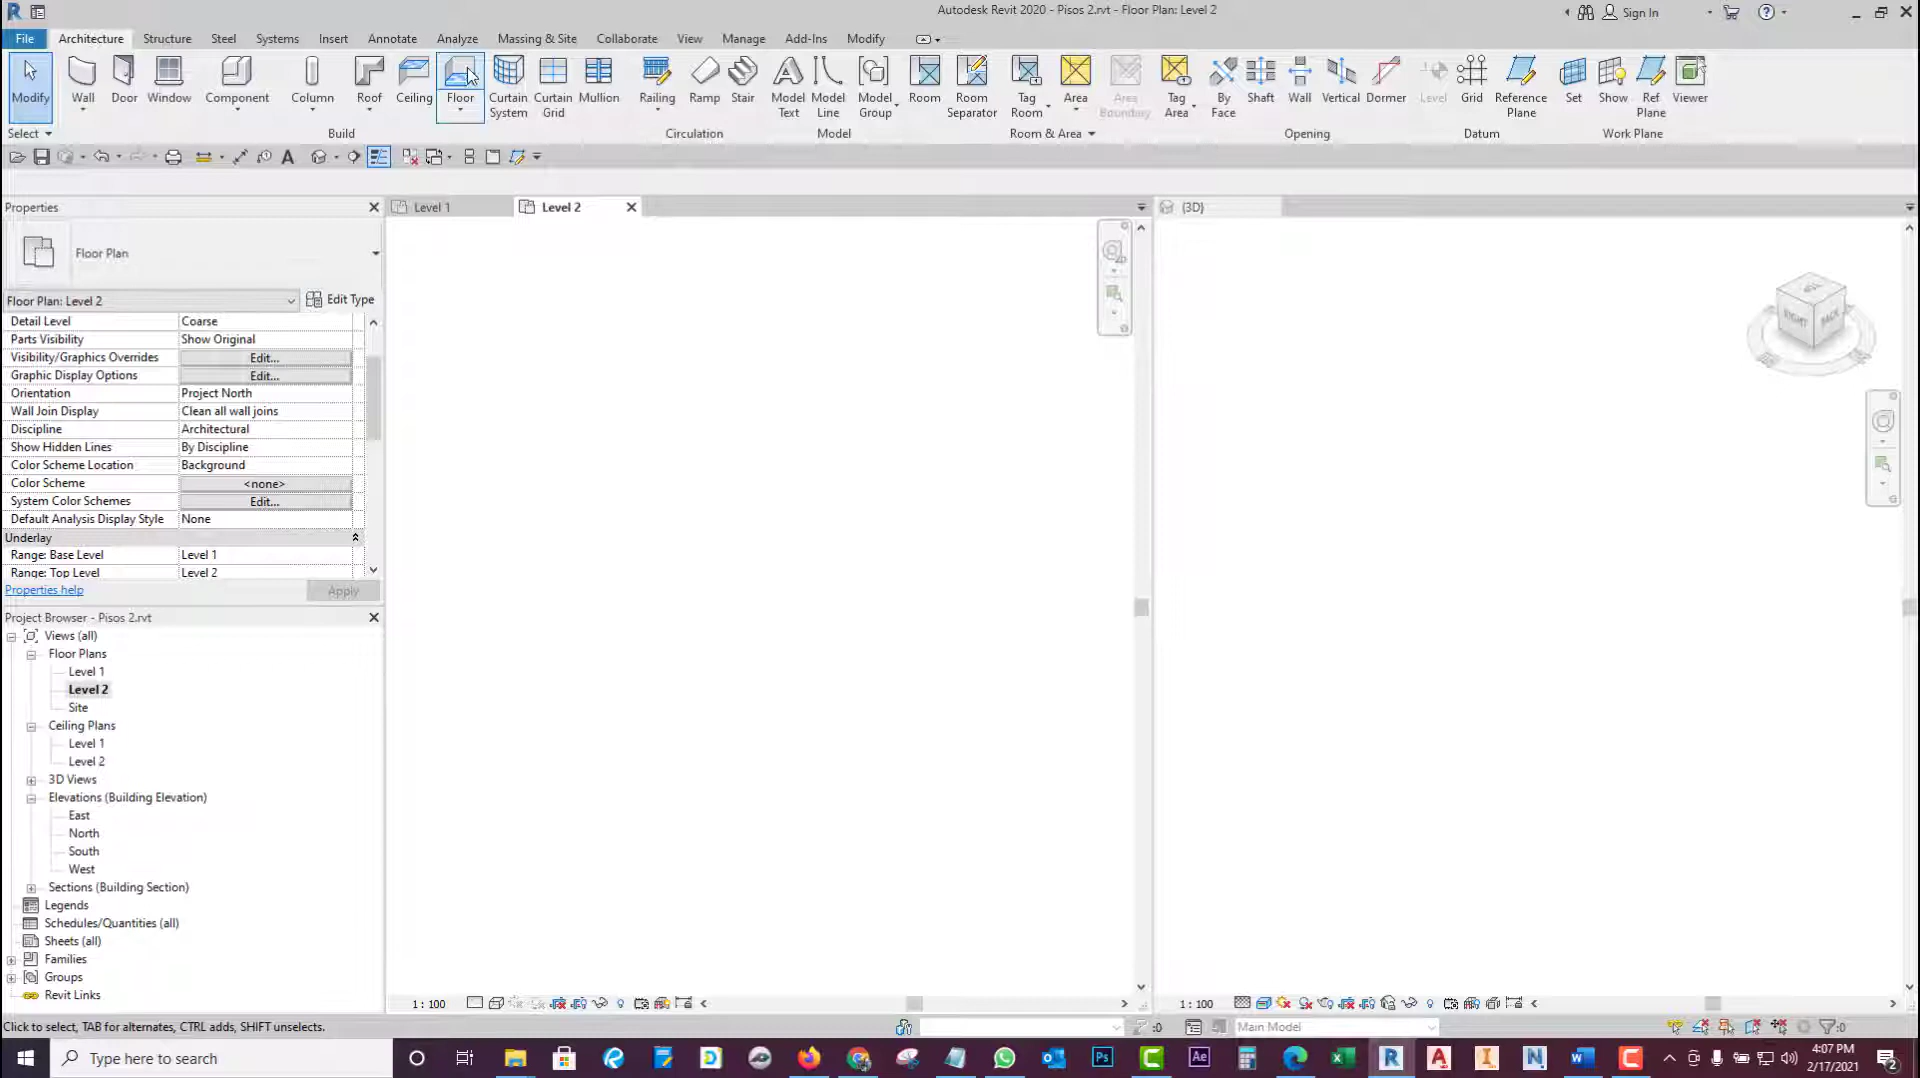 Autodesk Revit 2020 - Pisos 2.rvt - Floor Plan: Level 2
Sign In
File Architecture Structure Steel Systems Insert Annotate Analyze Massing & Site Collaborate View Manage Add-Ins Modify
Modify
Wall
Door
Window
Component
Column
Roof
Ceiling
Floor
Curtain System
Curtain Grid
Mullion
Railing
Ramp
Stair
Model Text
Model Line
Model Group
Room
Room Separator
Tag Room
Area
Area Boundary
Tag Area
By Face
Shaft
Wall
Vertical
Dormer
Level
Grid
Reference Plane
Set
Show
Ref Plane
Viewer
Select Build Circulation Model Room & Area Opening Datum Work Plane
Properties
Level 1
Level 2
{3D}
Floor Plan
Floor Plan: Level 2
Edit Type
Detail Level Coarse
Parts Visibility Show Original
Visibility/Graphics Overrides Edit...
Graphic Display Options Edit...
Orientation Project North
Wall Join Display Clean all wall joins
Discipline Architectural
Show Hidden Lines By Discipline
Color Scheme Location Background
Color Scheme <none>
System Color Schemes Edit...
Default Analysis Display Style None
Underlay
Range: Base Level Level 1
Range: Top Level Level 2
Properties help Apply
Project Browser - Pisos 2.rvt
Views (all)
Floor Plans
Level 1
Level 2
Site
Ceiling Plans
Level 1
Level 2
3D Views
Elevations (Building Elevation)
East
North
South
West
Sections (Building Section)
Legends
Schedules/Quantities (all)
Sheets (all)
Families
Groups
Revit Links
RIGHT
BACK
1 : 100
1 : 100
Click to select, TAB for alternates, CTRL adds, SHIFT unselects.
:0
Main Model
:0
Type here to search
Ps
Ae
4:07 PM
2/17/2021
2